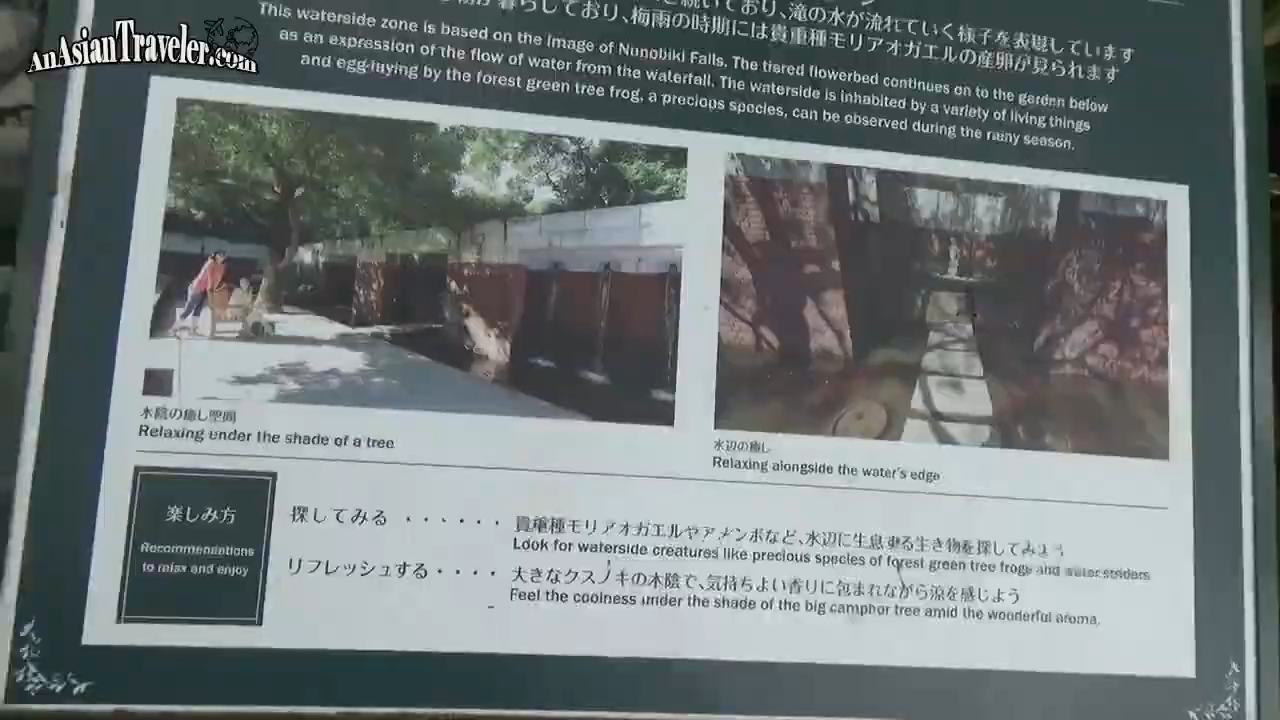 AnAsianTraveler.com
続いており、滝の水が流れていく様子を表現しています
暮らしており、梅雨の時期には貴重種モリアオガエルの産卵が見られます
This waterside zone is based on the image of Nunobiki Falls. The tiered flowerbed continues on to the garden below
as an expression of the flow of water from the waterfall. The waterside is inhabited by a variety of living things
and egg-laying by the forest green tree frog, a precious species, can be observed during the rainy season.
木陰の癒し空間
Relaxing under the shade of a tree
水辺の癒し
Relaxing alongside the water's edge
楽しみ方
Recommendations
to relax and enjoy
探してみる ・・・・・・ 貴重種モリアオガエルやアメンボなど、水辺に生息する生き物を探してみよう
Look for waterside creatures like precious species of forest green tree frogs and water striders
リフレッシュする・・・・ 大きなクスノキの木陰で、気持ちよい香りに包まれながら涼を感じよう
Feel the coolness under the shade of the big camphor tree amid the wonderful aroma.